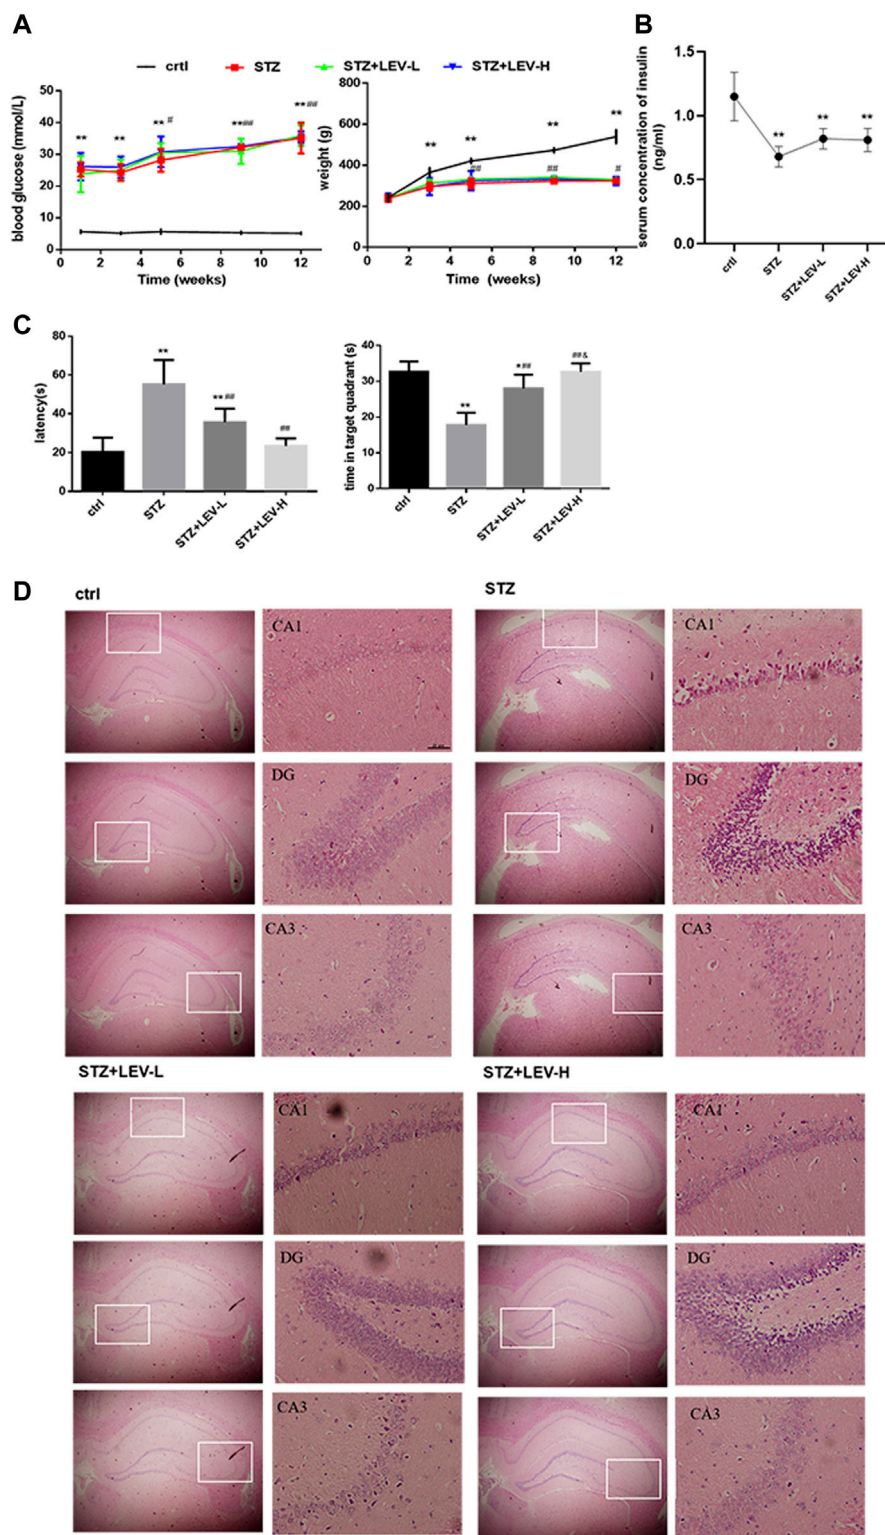 A
B
crtl STZ STZ+LEV-L STZ+LEV-H
blood glucose (mmol/L)
50
40
30
20
10
0
** ** **# **## **##
0 2 4 6 8 10 12
Time (weeks)
weight (g)
800
600
400
200
0
** ** ** **
## ## #
0 2 4 6 8 10 12
Time (weeks)
serum concentration of insulin
(ng/ml)
1.5
1.0
0.5
0.0
** ** **
crtl STZ STZ+LEV-L STZ+LEV-H
C
latency(s)
80
60
40
20
0
** **## ##
ctrl STZ STZ+LEV-L STZ+LEV-H
time in target quadrant (s)
40
30
20
10
0
** *## ##&
ctrl STZ STZ+LEV-L STZ+LEV-H
D
ctrl STZ
CA1 CA1
DG DG
CA3 CA3
STZ+LEV-L STZ+LEV-H
CA1 CA1
DG DG
CA3 CA3